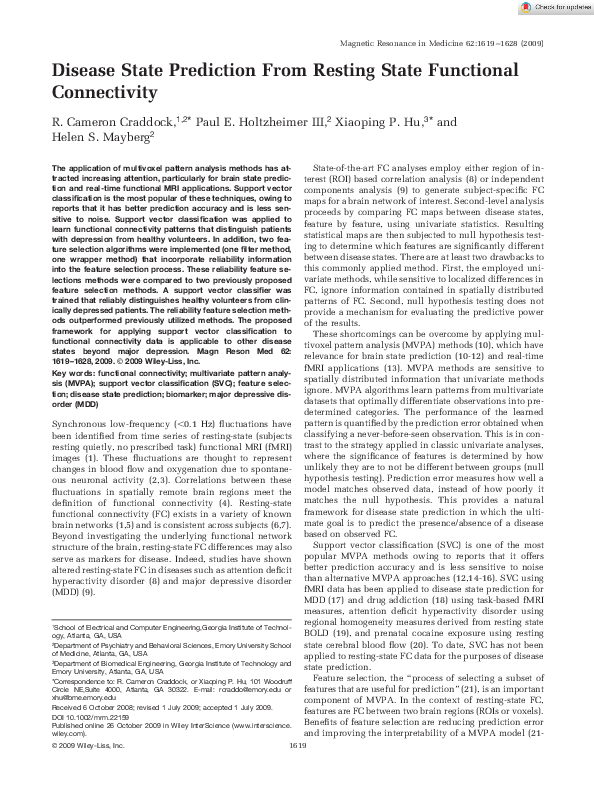 Check for updates
Magnetic Resonance in Medicine 62:1619–1628 (2009)
Disease State Prediction From Resting State Functional
Connectivity
R. Cameron Craddock,1,2* Paul E. Holtzheimer III,2 Xiaoping P. Hu,3* and
Helen S. Mayberg2
The application of multivoxel pattern analysis methods has at-
tracted increasing attention, particularly for brain state predic-
tion and real-time functional MRI applications. Support vector
classification is the most popular of these techniques, owing to
reports that it has better prediction accuracy and is less sen-
sitive to noise. Support vector classification was applied to
learn functional connectivity patterns that distinguish patients
with depression from healthy volunteers. In addition, two fea-
ture selection algorithms were implemented (one filter method,
one wrapper method) that incorporate reliability information
into the feature selection process. These reliability feature se-
lections methods were compared to two previously proposed
feature selection methods. A support vector classifier was
trained that reliably distinguishes healthy volunteers from clin-
ically depressed patients. The reliability feature selection meth-
ods outperformed previously utilized methods. The proposed
framework for applying support vector classification to
functional connectivity data is applicable to other disease
states beyond major depression. Magn Reson Med 62:
1619–1628, 2009. © 2009 Wiley-Liss, Inc.
Key words: functional connectivity; multivariate pattern analy-
sis (MVPA); support vector classification (SVC); feature selec-
tion; disease state prediction; biomarker; major depressive dis-
order (MDD)
Synchronous low-frequency (<0.1 Hz) fluctuations have
been identified from time series of resting-state (subjects
resting quietly, no prescribed task) functional MRI (fMRI)
images (1). These fluctuations are thought to represent
changes in blood flow and oxygenation due to spontane-
ous neuronal activity (2,3). Correlations between these
fluctuations in spatially remote brain regions meet the
definition of functional connectivity (4). Resting-state
functional connectivity (FC) exists in a variety of known
brain networks (1,5) and is consistent across subjects (6,7).
Beyond investigating the underlying functional network
structure of the brain, resting-state FC differences may also
serve as markers for disease. Indeed, studies have shown
altered resting-state FC in diseases such as attention deficit
hyperactivity disorder (8) and major depressive disorder
(MDD) (9).
1School of Electrical and Computer Engineering,Georgia Institute of Technol-
ogy, Atlanta, GA, USA
2Department of Psychiatry and Behavioral Sciences, Emory University School
of Medicine, Atlanta, GA, USA
3Department of Biomedical Engineering, Georgia Institute of Technology and
Emory University, Atlanta, GA, USA
*Correspondence to: R. Cameron Craddock, or Xiaoping P. Hu, 101 Woodruff
Circle NE,Suite 4000, Atlanta, GA 30322. E-mail: rcraddo@emory.edu or
xhu@bme.emory.edu
Received 6 October 2008; revised 1 July 2009; accepted 1 July 2009.
DOI 10.1002/mrm.22159
Published online 26 October 2009 in Wiley InterScience (www.interscience.
wiley.com).
© 2009 Wiley-Liss, Inc.
State-of-the-art FC analyses employ either region of in-
terest (ROI) based correlation analysis (8) or independent
components analysis (9) to generate subject-specific FC
maps for a brain network of interest. Second-level analysis
proceeds by comparing FC maps between disease states,
feature by feature, using univariate statistics. Resulting
statistical maps are then subjected to null hypothesis test-
ing to determine which features are significantly different
between disease states. There are at least two drawbacks to
this commonly applied method. First, the employed uni-
variate methods, while sensitive to localized differences in
FC, ignore information contained in spatially distributed
patterns of FC. Second, null hypothesis testing does not
provide a mechanism for evaluating the predictive power
of the results.
These shortcomings can be overcome by applying mul-
tivoxel pattern analysis (MVPA) methods (10), which have
relevance for brain state prediction (10-12) and real-time
fMRI applications (13). MVPA methods are sensitive to
spatially distributed information that univariate methods
ignore. MVPA algorithms learn patterns from multivariate
datasets that optimally differentiate observations into pre-
determined categories. The performance of the learned
pattern is quantified by the prediction error obtained when
classifying a never-before-seen observation. This is in con-
trast to the strategy applied in classic univariate analyses,
where the significance of features is determined by how
unlikely they are to not be different between groups (null
hypothesis testing). Prediction error measures how well a
model matches observed data, instead of how poorly it
matches the null hypothesis. This provides a natural
framework for disease state prediction in which the ulti-
mate goal is to predict the presence/absence of a disease
based on observed FC.
Support vector classification (SVC) is one of the most
popular MVPA methods owing to reports that it offers
better prediction accuracy and is less sensitive to noise
than alternative MVPA approaches (12,14-16). SVC using
fMRI data has been applied to disease state prediction for
MDD (17) and drug addiction (18) using task-based fMRI
measures, attention deficit hyperactive disorder using
regional homogeneity measures derived from resting state
BOLD (19), and prenatal cocaine exposure using resting
state cerebral blood flow (20). To date, SVC has not been
applied to resting-state FC data for the purposes of disease
state prediction.
Feature selection, the “process of selecting a subset of
features that are useful for prediction” (21), is an important
component of MVPA. In the context of resting-state FC,
features are FC between two brain regions (ROIs or voxels).
Benefits of feature selection are reducing prediction error
and improving the interpretability of a MVPA model (21-
1619